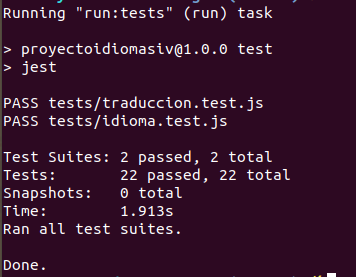 Running "run:tests" (run) task
> proyectoidiomasiv@1.0.0 test
> jest
PASS tests/traduccion.test.js
PASS tests/idioma.test.js
Test Suites: 2 passed, 2 total
Tests:       22 passed, 22 total
Snapshots:   0 total
Time:        1.913s
Ran all test suites.
Done.